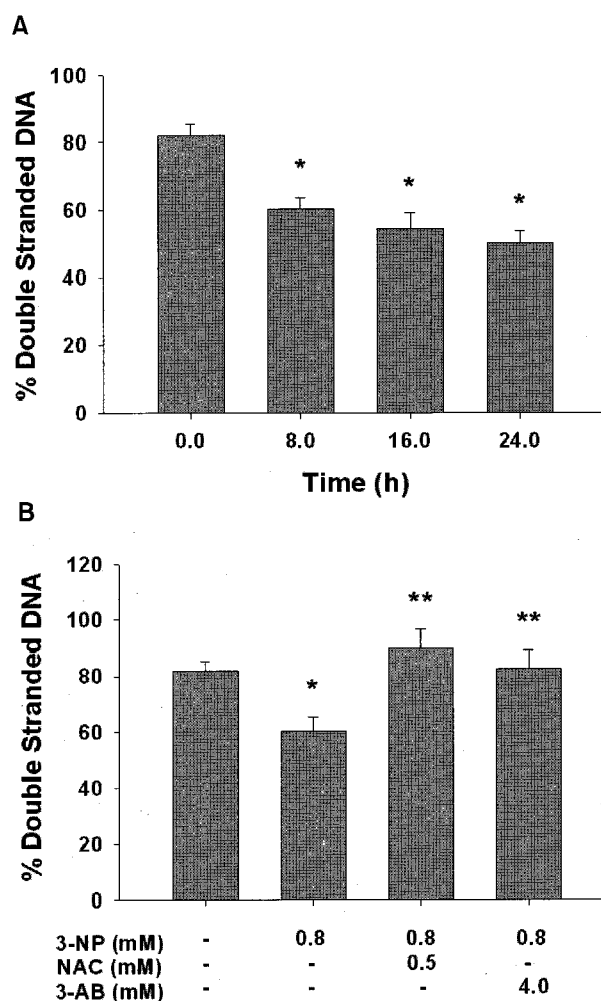 A
% Double Stranded DNA
100
80
60
40
20
0
*
*
*
0.0 8.0 16.0 24.0
Time (h)
B
% Double Stranded DNA
120
100
80
60
40
20
0
*
**
**
3-NP (mM) - 0.8 0.8 0.8
NAC (mM) - - 0.5 -
3-AB (mM) - - - 4.0